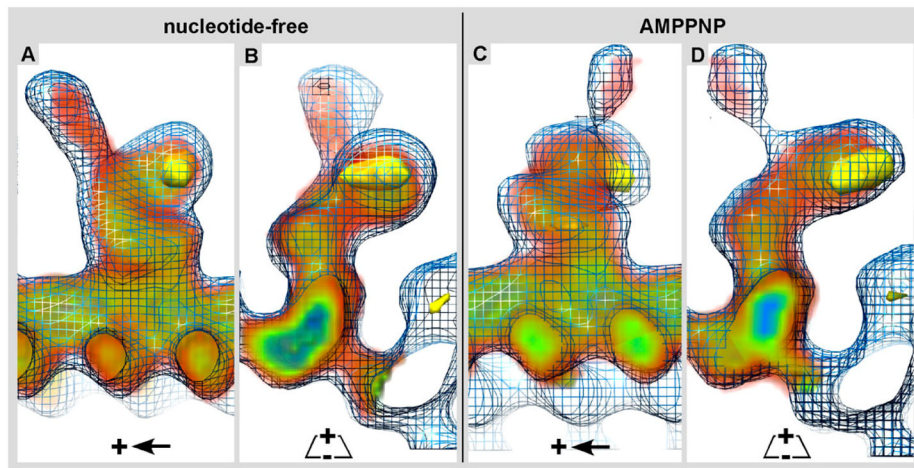 nucleotide-free AMPPNP
A B C D
+ + - + + -